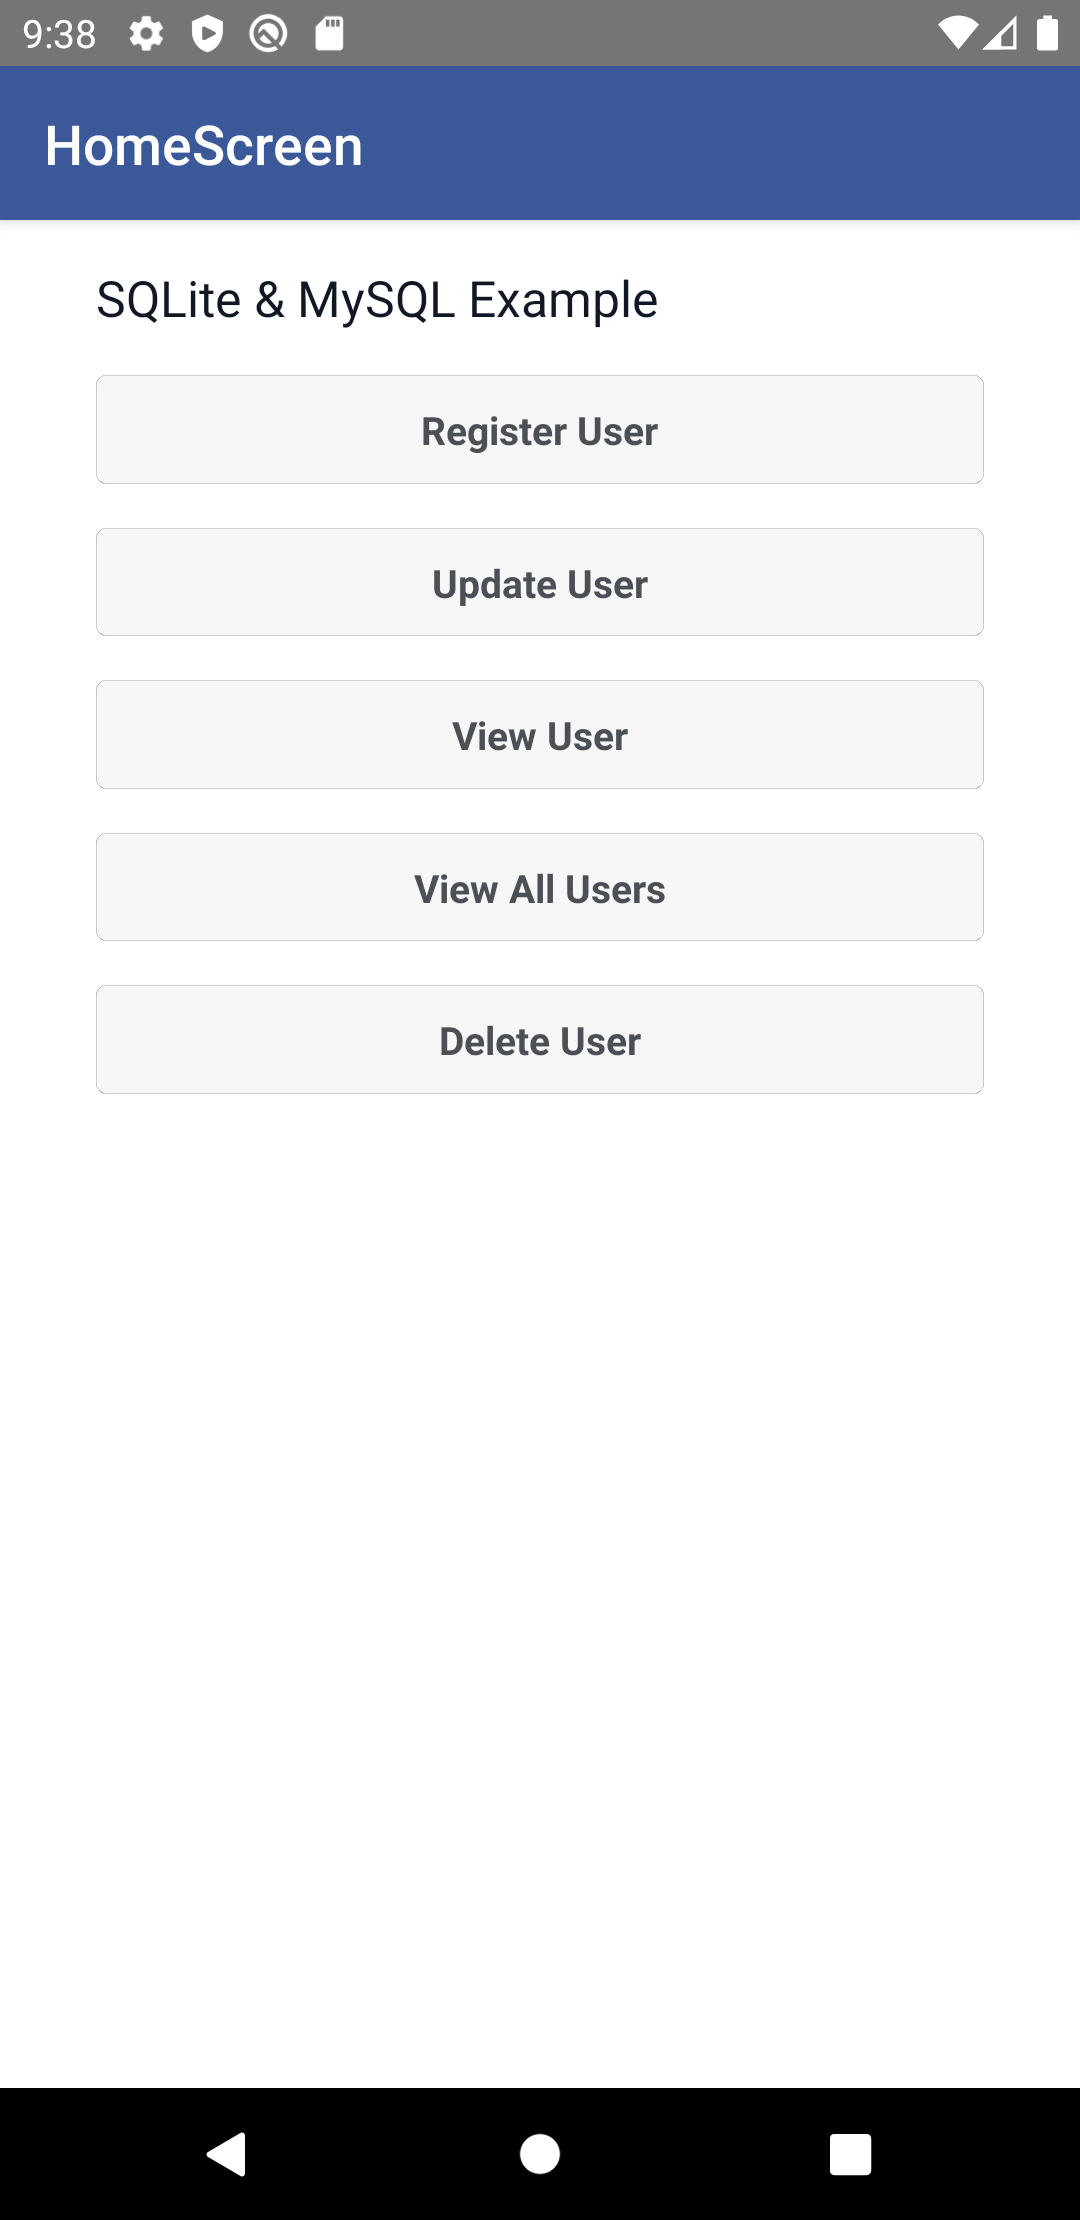 9:38
HomeScreen
SQLite & MySQL Example
Register User
Update User
View User
View All Users
Delete User